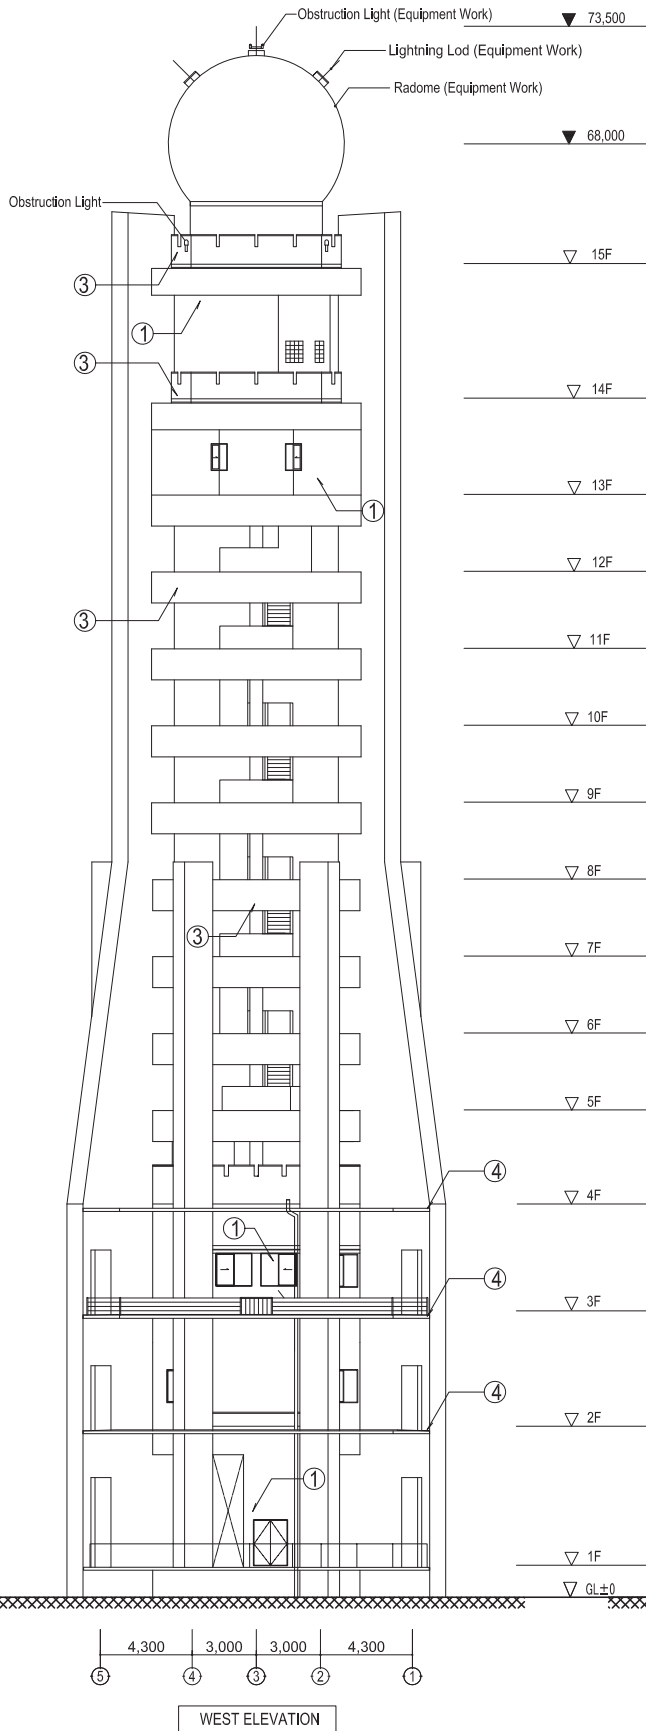 Obstruction Light (Equipment Work)
73,500
Lightning Lod (Equipment Work)
Radome (Equipment Work)
68,000
Obstruction Light
15F
3
1
3
14F
13F
1
12F
3
11F
10F
9F
8F
3
7F
6F
5F
4
4F
1
4
3F
4
2F
1
1F
GL±0
4,300 3,000 3,000 4,300
5 4 3 2 1
WEST ELEVATION